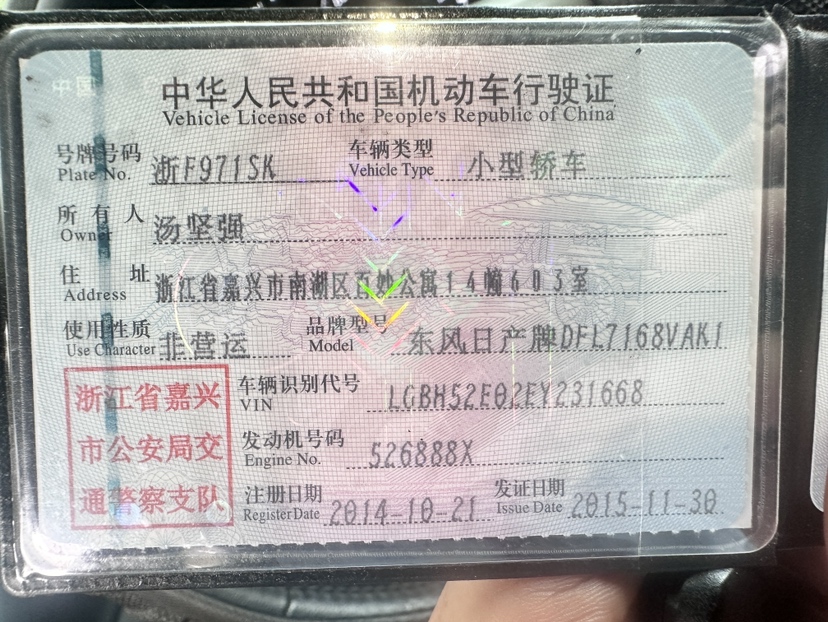 中华人民共和国机动车行驶证
Vehicle License of the People's Republic of China
号牌号码 浙F971SK 车辆类型 小型轿车
Plate No. Vehicle Type
所有人 汤坚强
Owner
住址 浙江省嘉兴市南湖区百妙公寓14幢603室
Address
使用性质 非营运 品牌型号 东风日产牌DFL7168VAK1
Use Character Model
浙江省嘉兴 车辆识别代号 LGBH52E02EY231668
VIN
市公安局交 发动机号码 526888X
Engine No.
通警察支队 注册日期 2014-10-21 发证日期 2015-11-30
Register Date Issue Date